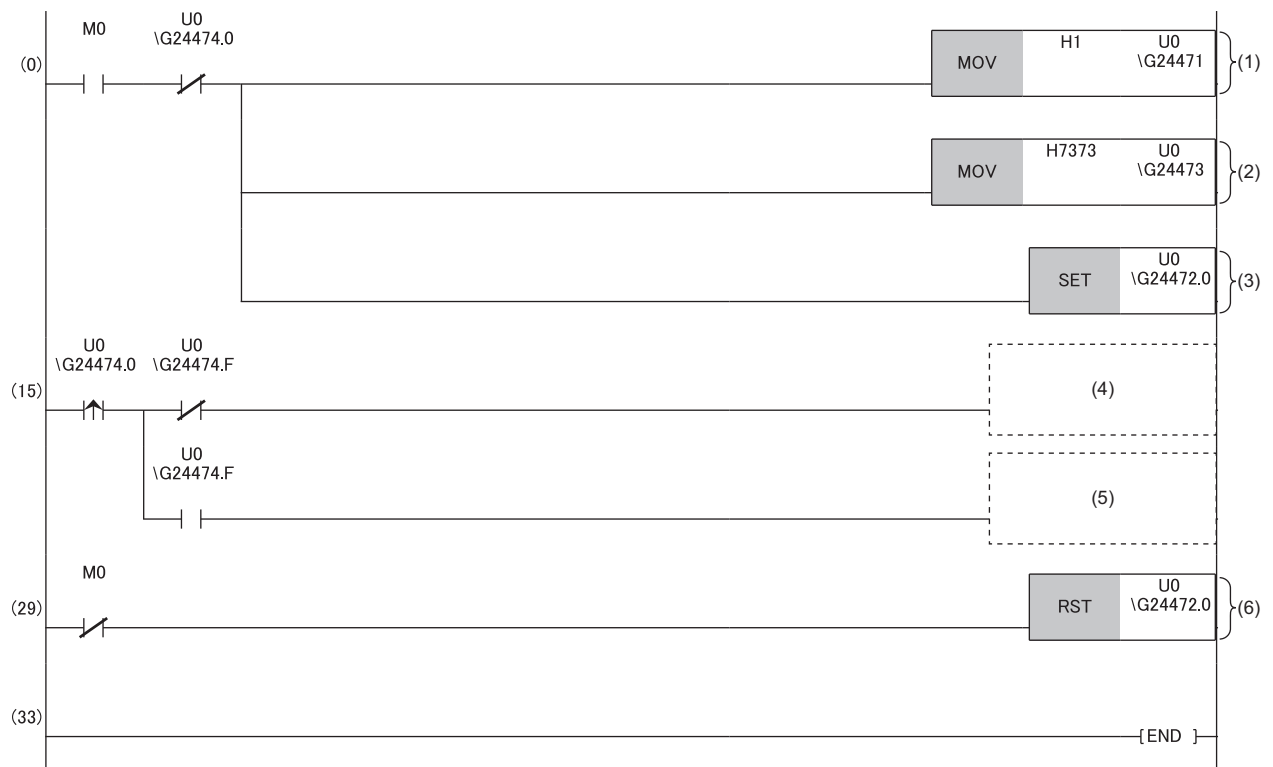 M0 U0
\G24474.0
(0) MOV H1 U0
\G24471 (1)
MOV H7373 U0
\G24473 (2)
SET U0
\G24472.0 (3)
U0 U0
\G24474.0 \G24474.F
(15) (4)
U0
\G24474.F
(5)
M0
(29) RST U0
\G24472.0 (6)
(33)
[END ]